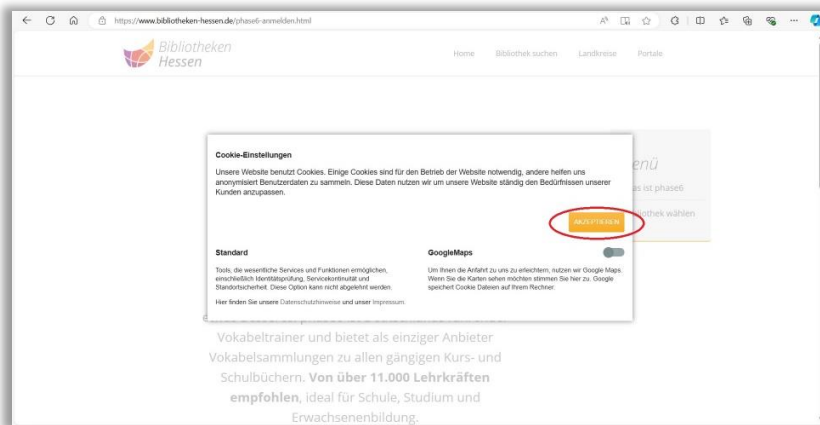 https://www.bibliotheken-hessen.de/phase6-anmelden.html
Bibliotheken
Hessen
Home Bibliothek suchen Landkreise Portale
Cookie-Einstellungen
Unsere Website benutzt Cookies. Einige Cookies sind für den Betrieb der Website notwendig, andere helfen uns
anonymisiert Benutzerdaten zu sammeln. Diese Daten nutzen wir um unsere Website ständig den Bedürfnissen unserer
Kunden anzupassen.
AKZEPTIEREN
enü
as ist phase6
bliothek wählen
Standard
Tools, die wesentliche Services und Funktionen ermöglichen,
einschließlich Identitätsprüfung, Servicekontinuität und
Standortsicherheit. Diese Option kann nicht abgelehnt werden.
Hier finden Sie unsere Datenschutzhinweise und unser Impressum.
GoogleMaps
Um Ihnen die Anfahrt zu uns zu erleichtern, nutzen wir Google Maps.
Wenn Sie die Karten sehen möchten stimmen Sie hier zu. Google
speichert Cookie Dateien auf Ihrem Rechner.
Vokabeltrainer und bietet als einziger Anbieter
Vokabelsammlungen zu allen gängigen Kurs- und
Schulbüchern. Von über 11.000 Lehrkräften
empfohlen, ideal für Schule, Studium und
Erwachsenenbildung.